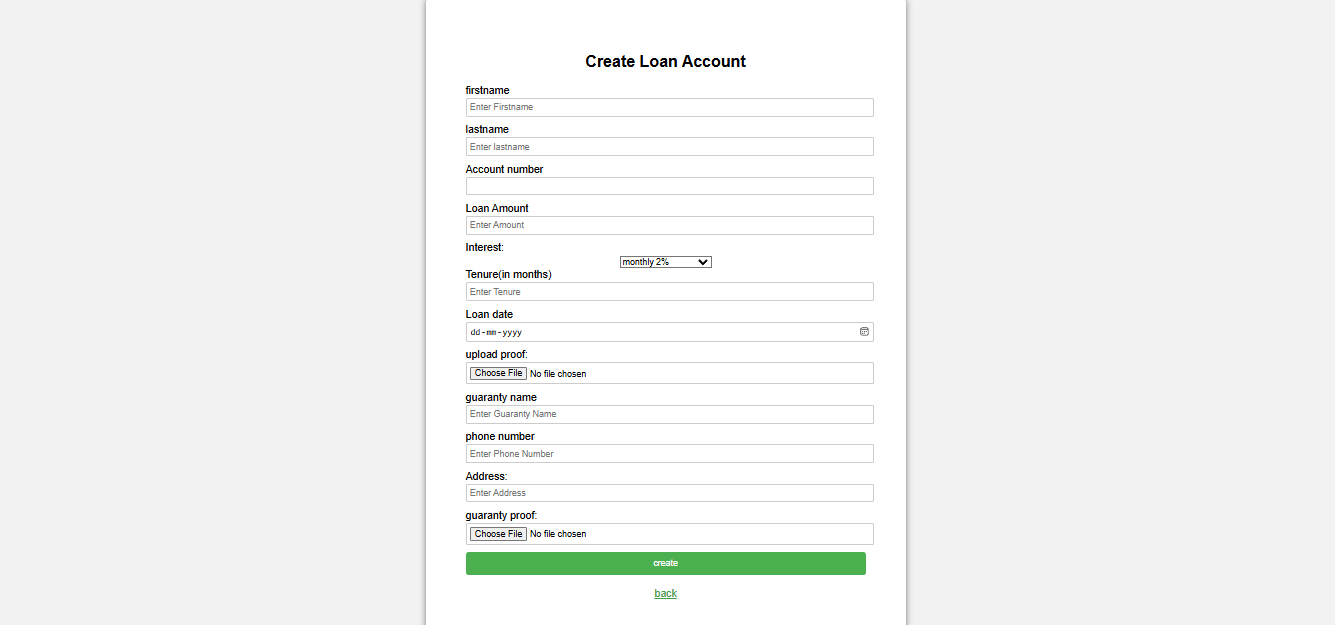 Create Loan Account
firstname
Enter Firstname
lastname
Enter lastname
Account number
Loan Amount
Enter Amount
Interest:
monthly 2%
Tenure(in months)
Enter Tenure
Loan date
dd-mm-yyyy
upload proof:
Choose File No file chosen
guaranty name
Enter Guaranty Name
phone number
Enter Phone Number
Address:
Enter Address
guaranty proof:
Choose File No file chosen
create
back